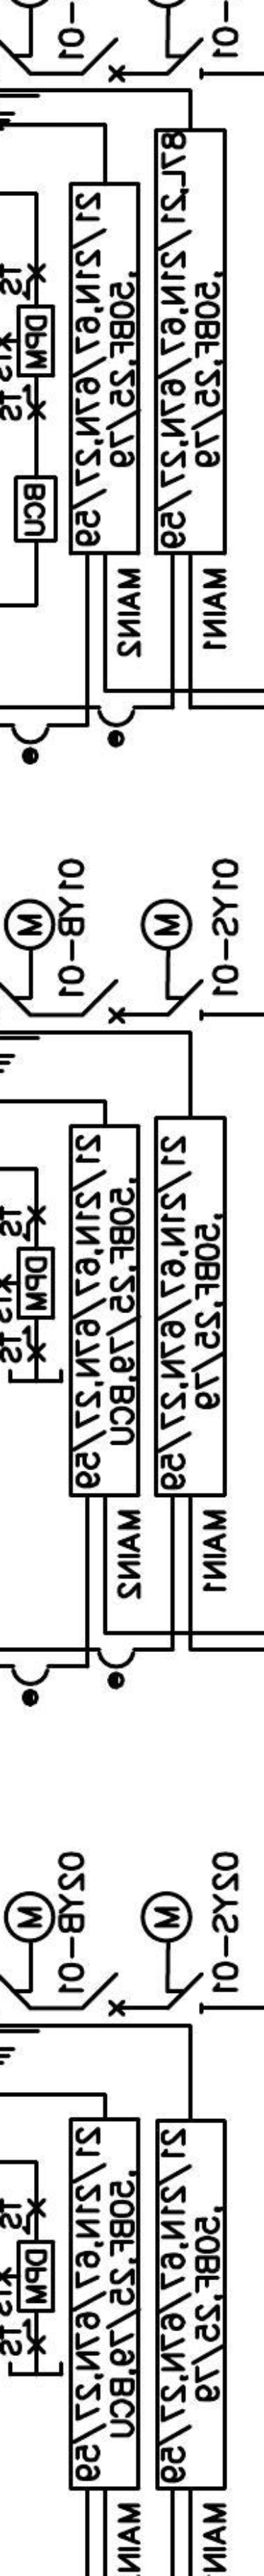 -01
-01
87L,21/21N,67/67N,27/59
,50BF,25/79
MAIN1
21/21N,67/67N,27/59
,50BF,25/79
MAIN2
TS
DPM
TS
BCU
01YS-01
M
01YB-01
M
21/21N,67/67N,27/59
,50BF,25/79
MAIN1
21/21N,67/67N,27/59
,50BF,25/79,BCU
MAIN2
TS
DPM
TS
02YS-01
M
02YB-01
M
21/21N,67/67N,27/59
,50BF,25/79
MAIN
21/21N,67/67N,27/59
,50BF,25/79,BCU
MAIN
TS
DPM
TS